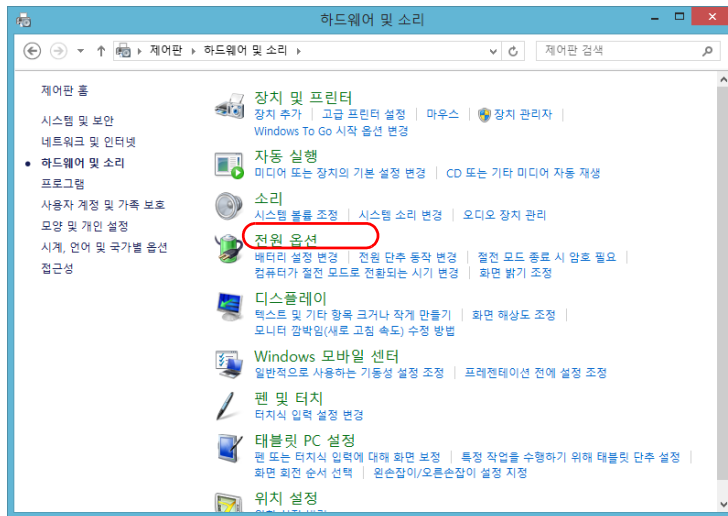 하드웨어 및 소리
제어판 하드웨어 및 소리
제어판 검색
제어판 홈
시스템 및 보안
네트워크 및 인터넷
하드웨어 및 소리
프로그램
사용자 계정 및 가족 보호
모양 및 개인 설정
시계, 언어 및 국가별 옵션
접근성
장치 및 프린터
장치 추가 고급 프린터 설정 마우스 장치 관리자
Windows To Go 시작 옵션 변경
자동 실행
미디어 또는 장치의 기본 설정 변경 CD 또는 기타 미디어 자동 재생
소리
시스템 볼륨 조정 시스템 소리 변경 오디오 장치 관리
전원 옵션
배터리 설정 변경 전원 단추 동작 변경 절전 모드 종료 시 암호 필요
컴퓨터가 절전 모드로 전환되는 시기 변경 화면 밝기 조정
디스플레이
텍스트 및 기타 항목 크거나 작게 만들기 화면 해상도 조정
모니터 깜박임(새로 고침 속도) 수정 방법
Windows 모바일 센터
일반적으로 사용하는 기동성 설정 조정 프레젠테이션 전에 설정 조정
펜 및 터치
터치식 입력 설정 변경
태블릿 PC 설정
펜 또는 터치식 입력에 대해 화면 보정 특정 작업을 수행하기 위해 태블릿 단추 설정
화면 회전 순서 선택 왼손잡이/오른손잡이 설정 지정
위치 설정